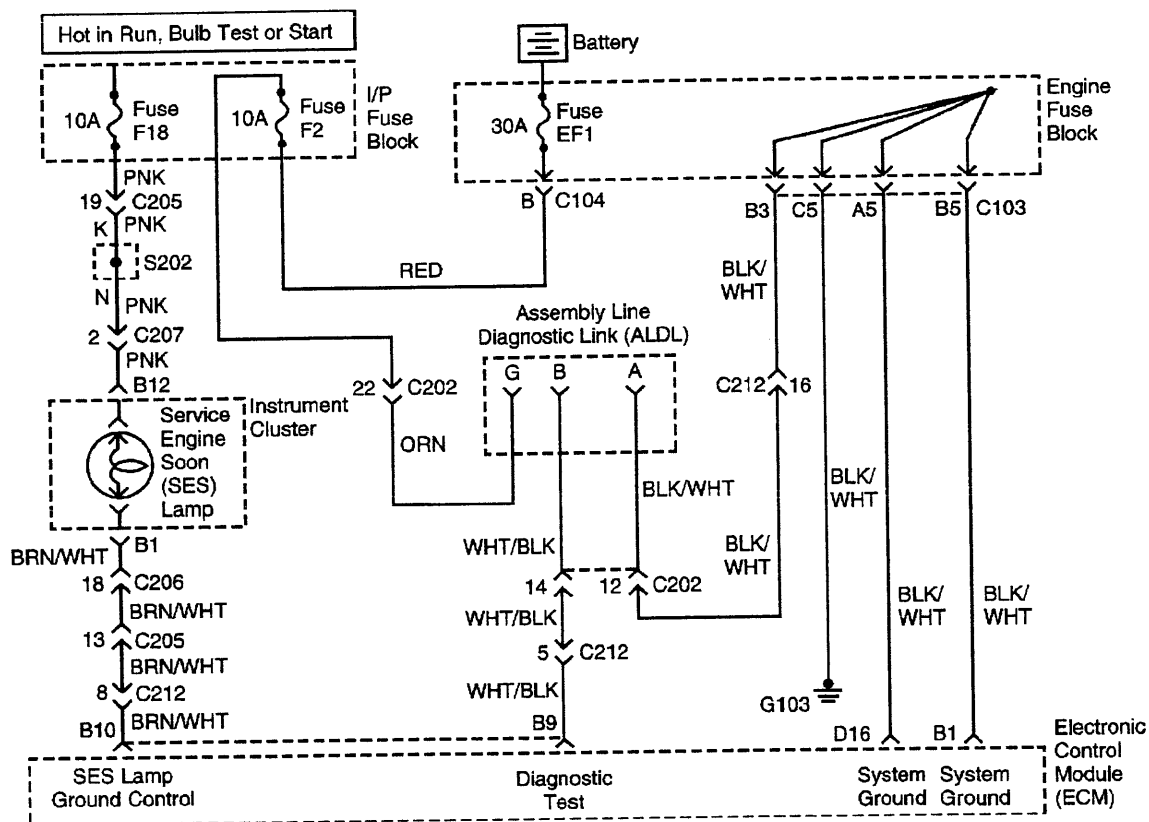 Hot in Run, Bulb Test or Start
Battery
10A
Fuse
F18
10A
Fuse
F2
I/P
Fuse
Block
30A
Fuse
EF1
Engine
Fuse
Block
PNK
19
C205
K
PNK
S202
N
PNK
2
C207
PNK
B12
B
C104
RED
B3
C5
A5
B5
C103
BLK/
WHT
Assembly Line
Diagnostic Link (ALDL)
G
B
A
22
C202
ORN
C212
16
Service
Engine
Soon
(SES)
Lamp
Instrument
Cluster
BLK/WHT
BLK/
WHT
B1
BRN/WHT
18
C206
BRN/WHT
13
C205
BRN/WHT
8
C212
BRN/WHT
B10
WHT/BLK
14
12
C202
WHT/BLK
5
C212
WHT/BLK
B9
BLK/
WHT
BLK/
WHT
BLK/
WHT
G103
D16
B1
Electronic
Control
Module
(ECM)
SES Lamp
Ground Control
Diagnostic
Test
System
Ground
System
Ground